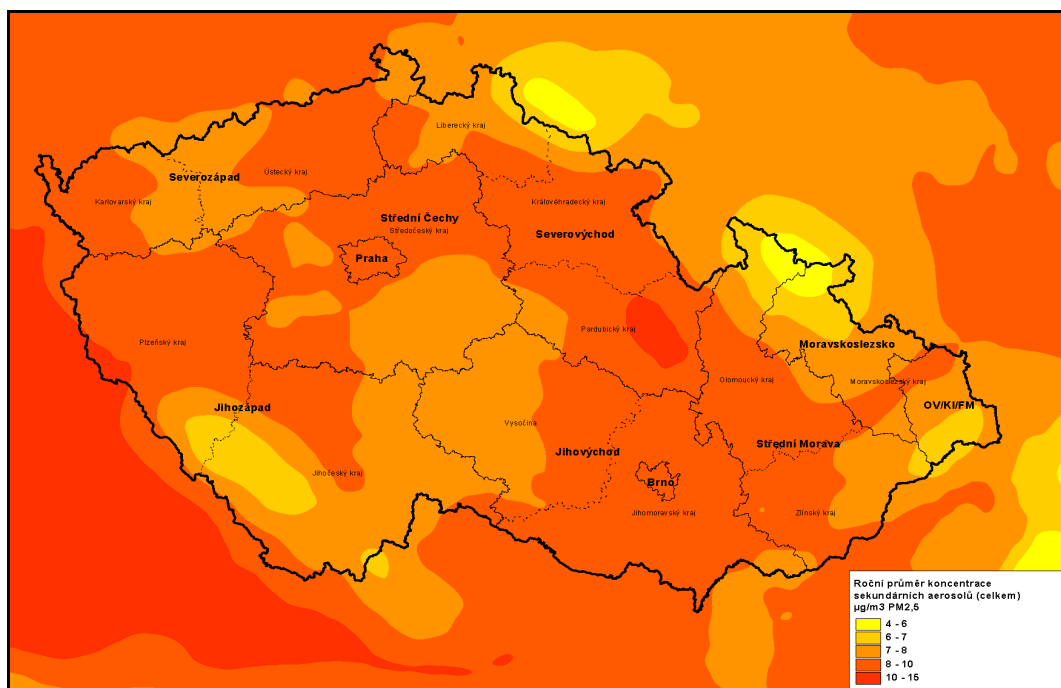 Liberecký kraj
Severozápad
Ústecký kraj
Karlovarský kraj
Královéhradecký kraj
Střední Čechy
Středočeský kraj
Severovýchod
Praha
Pardubický kraj
Plzeňský kraj
Moravskoslezsko
Olomoucký kraj
Moravskoslezský kraj
Jihozápad
OV/KI/FM
Vysočina
Střední Morava
Jihovýchod
Jihočeský kraj
Brno
Jihomoravský kraj
Zlínský kraj
Roční průměr koncentrace
sekundárních aerosolů (celkem)
µg/m3 PM2,5
4 - 6
6 - 7
7 - 8
8 - 10
10 - 15